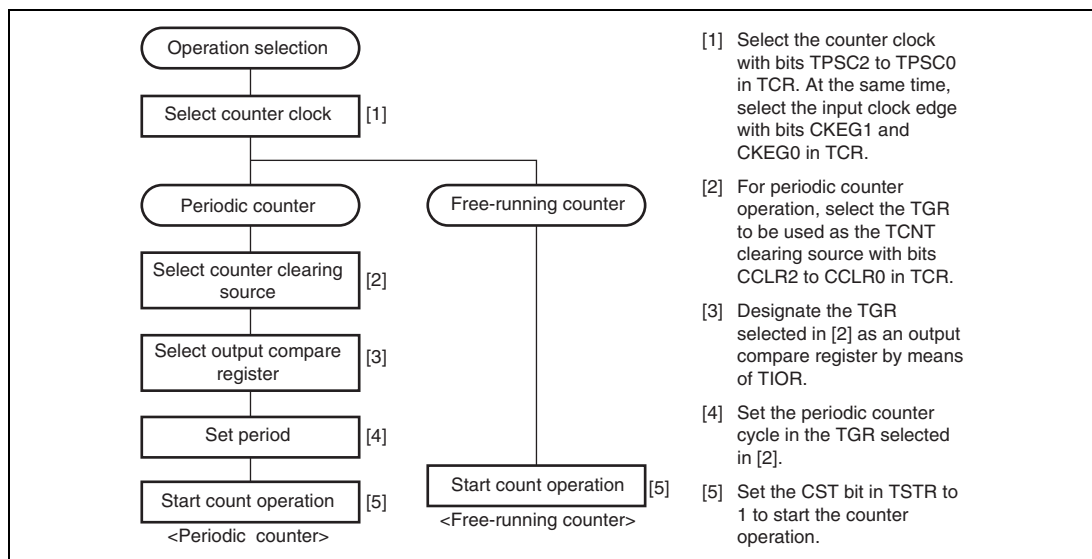 Operation selection
Select counter clock
[1]
Periodic counter
Free-running counter
Select counter clearing
source
[2]
Select output compare
register
[3]
Set period
[4]
Start count operation
[5]
<Periodic counter>
Start count operation
[5]
<Free-running counter>
[1] Select the counter clock
with bits TPSC2 to TPSC0
in TCR. At the same time,
select the input clock edge
with bits CKEG1 and
CKEG0 in TCR.
[2] For periodic counter
operation, select the TGR
to be used as the TCNT
clearing source with bits
CCLR2 to CCLR0 in TCR.
[3] Designate the TGR
selected in [2] as an output
compare register by means
of TIOR.
[4] Set the periodic counter
cycle in the TGR selected
in [2].
[5] Set the CST bit in TSTR to
1 to start the counter
operation.